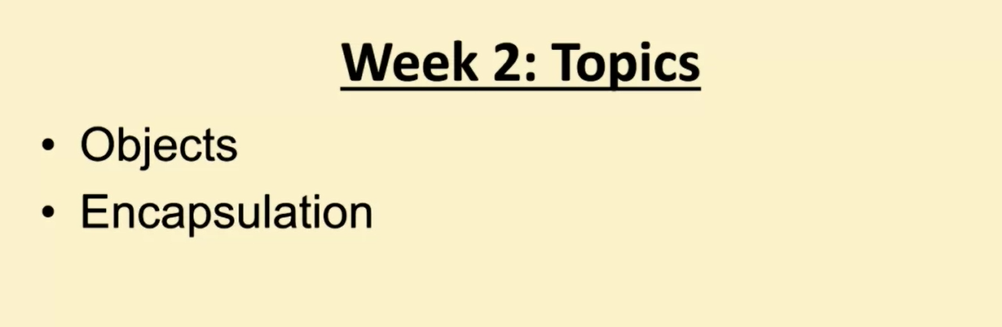 Week 2: Topics
• Objects
• Encapsulation